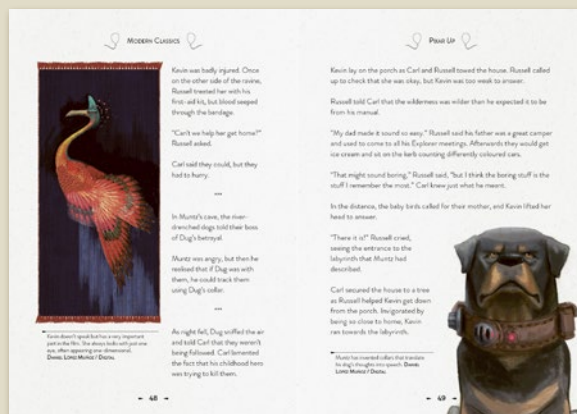 Modern Classics
Kevin was badly injured. Once
on the other side of the ravine,
Russell treated her with his
first-aid kit, but blood seeped
through the bandage.
"Can't we help her get home?"
Russell asked.
Carl said they could, but they
had to hurry.
***
In Muntz's cave, the river-
drenched dogs told their boss
of Dug's betrayal.
Muntz was angry, but then he
realised that if Dug was with
them, he could track them
using Dug's collar.
***
As night fell, Dug sniffed the air
and told Carl that they weren't
being followed. Carl lamented
the fact that his childhood hero
was trying to kill them.
Kevin doesn't speak but has a very important
part in the film. She always looks with just one
eye, often appearing one-dimensional.
Daniel López Muñoz / Digital
48
Pixar Up
Kevin lay on the porch as Carl and Russell towed the house. Russell called
up to check that she was okay, but Kevin was too weak to answer.
Russell told Carl that the wilderness was wilder than he expected it to be
from his manual.
"My dad made it sound so easy." Russell said his father was a great camper
and used to come to all his Explorer meetings. Afterwards they would get
ice cream and sit on the kerb counting differently coloured cars.
"That might sound boring," Russell said, "but I think the boring stuff is the
stuff I remember the most." Carl knew just what he meant.
In the distance, the baby birds called for their mother, and Kevin lifted her
head to answer.
"There it is!" Russell cried,
seeing the entrance to the
labyrinth that Muntz had
described.
Carl secured the house to a tree
as Russell helped Kevin get down
from the porch. Invigorated by
being so close to home, Kevin
ran towards the labyrinth.
Muntz has invented collars that translate
his dog's thoughts into speech. Daniel
López Muñoz / Digital
49